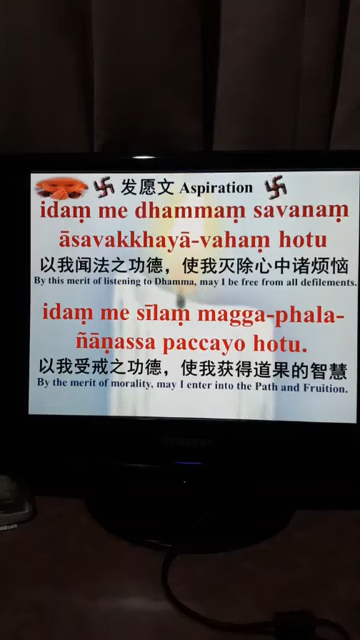 发愿文 Aspiration
idaṃ me dhammaṃ savanaṃ
āsavakkhayā-vahaṃ hotu
以我闻法之功德，使我灭除心中诸烦恼
By this merit of listening to Dhamma, may I be free from all defilements.
idaṃ me sīlaṃ magga-phala-
ñāṇassa paccayo hotu.
以我受戒之功德，使我获得道果的智慧
By the merit of morality, may I enter into the Path and Fruition.